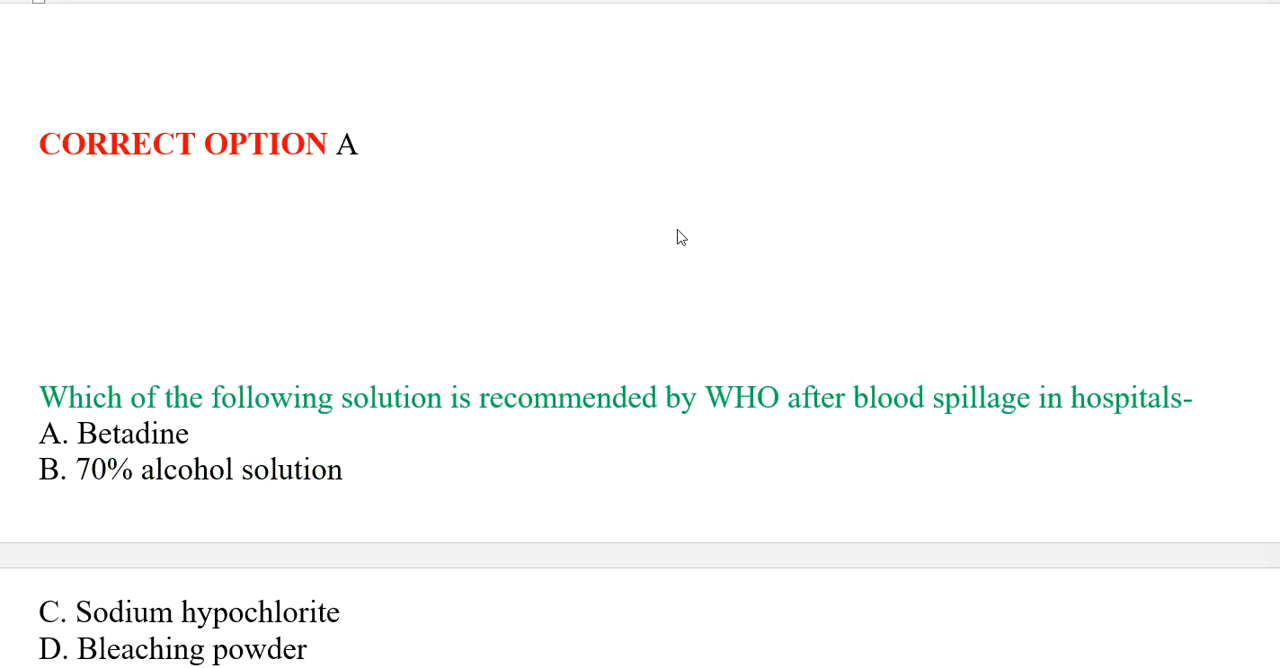 CORRECT OPTION A
Which of the following solution is recommended by WHO after blood spillage in hospitals-
A. Betadine
B. 70% alcohol solution
C. Sodium hypochlorite
D. Bleaching powder